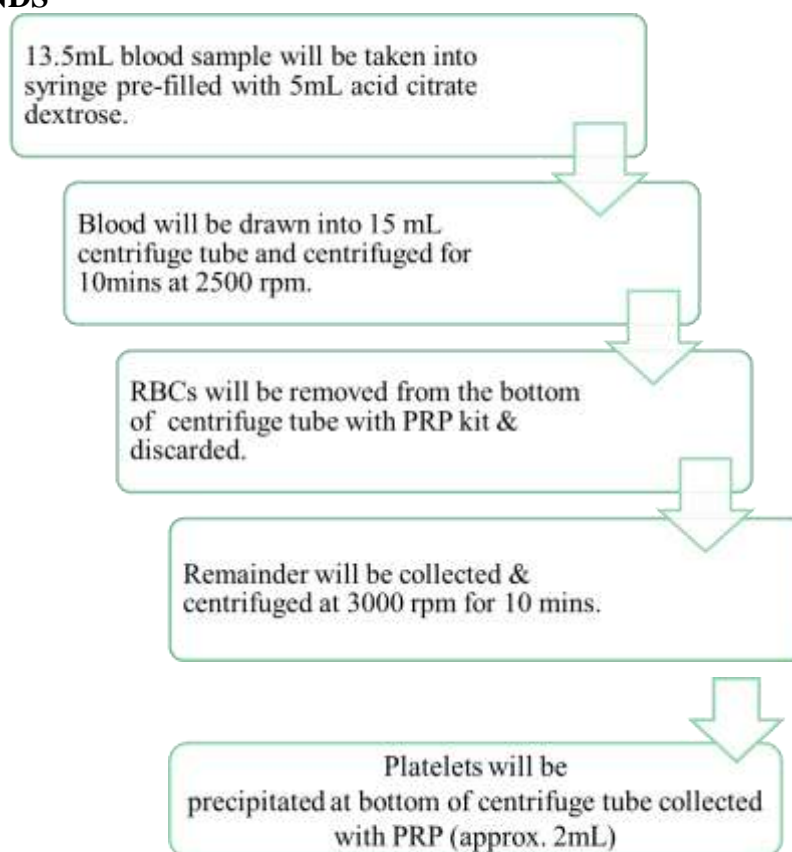 13.5mL blood sample will be taken into
syringe pre-filled with 5mL acid citrate
dextrose.
Blood will be drawn into 15 mL
centrifuge tube and centrifuged for
10mins at 2500 rpm.
RBCs will be removed from the bottom
of centrifuge tube with PRP kit &
discarded.
Remainder will be collected &
centrifuged at 3000 rpm for 10 mins.
Platelets will be
precipitated at bottom of centrifuge tube collected
with PRP (approx. 2mL)